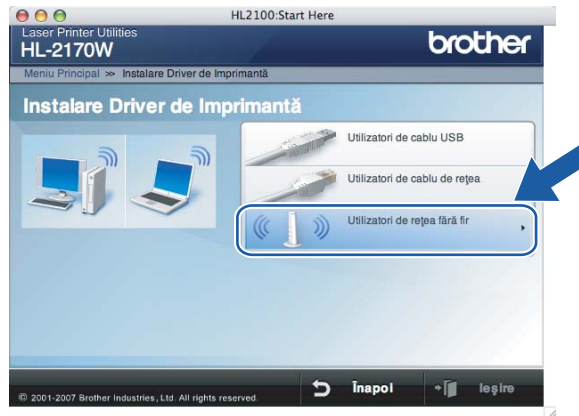 HL2100:Start Here
Laser Printer Utilities
HL-2170W
brother
Meniu Principal >> Instalare Driver de Imprimantă
Instalare Driver de Imprimantă
Utilizatori de cablu USB
Utilizatori de cablu de reţea
Utilizatori de reţea fără fir
© 2001-2007 Brother Industries, Ltd. All rights reserved.
Înapoi
Ieşire